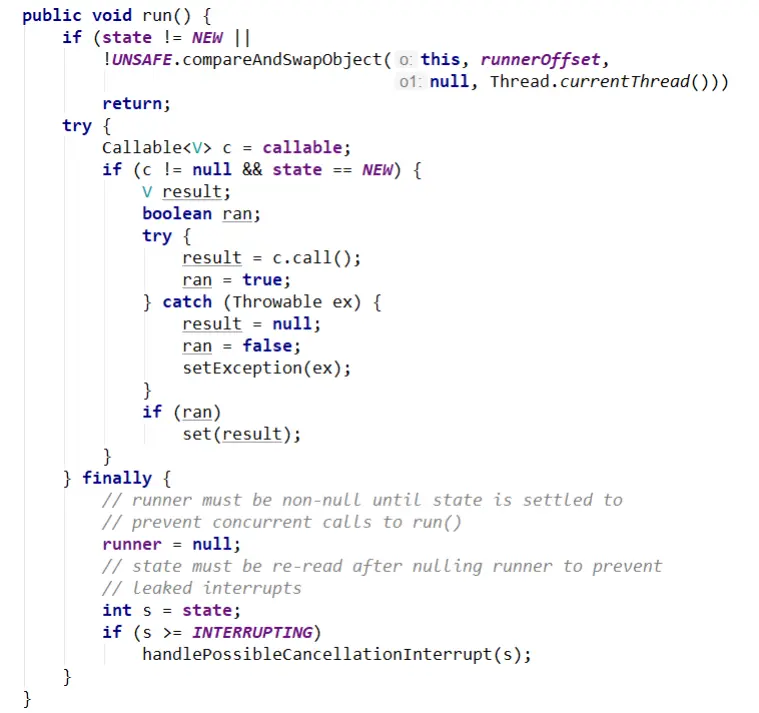 public void run() {
    if (state != NEW ||
        !UNSAFE.compareAndSwapObject( o: this, runnerOffset,
                                     o1: null, Thread.currentThread()))
        return;
    try {
        Callable<V> c = callable;
        if (c != null && state == NEW) {
            V result;
            boolean ran;
            try {
                result = c.call();
                ran = true;
            } catch (Throwable ex) {
                result = null;
                ran = false;
                setException(ex);
            }
            if (ran)
                set(result);
        }
    } finally {
        // runner must be non-null until state is settled to
        // prevent concurrent calls to run()
        runner = null;
        // state must be re-read after nulling runner to prevent
        // leaked interrupts
        int s = state;
        if (s >= INTERRUPTING)
            handlePossibleCancellationInterrupt(s);
    }
}